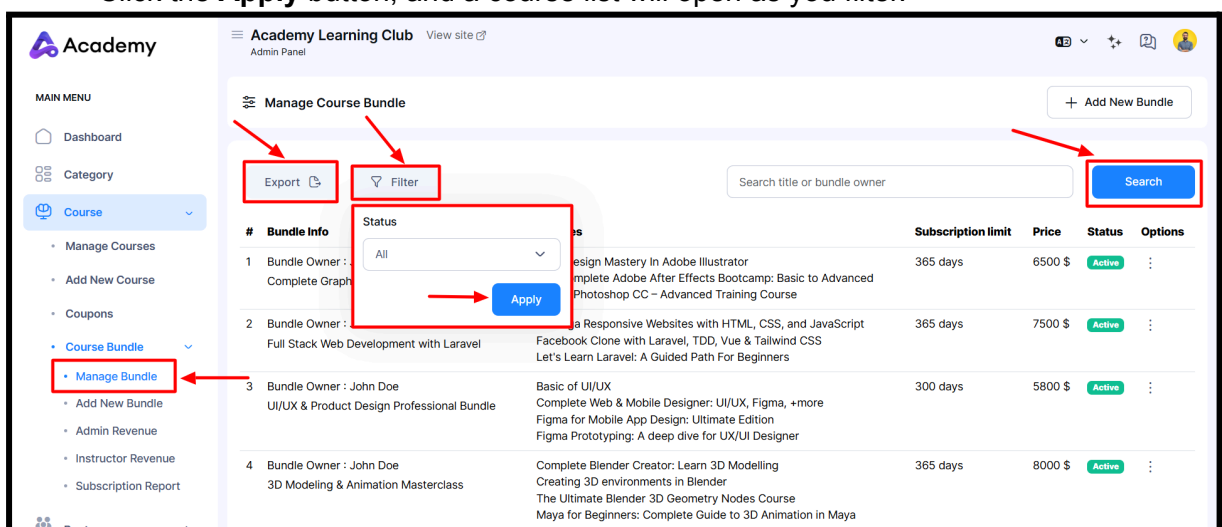 Click the Apply button, and a course list will open as you filter.
Academy
Academy Learning Club View site
Admin Panel
MAIN MENU
Dashboard
Category
Course
Manage Courses
Add New Course
Coupons
Course Bundle
Manage Bundle
Add New Bundle
Admin Revenue
Instructor Revenue
Subscription Report
Manage Course Bundle
+ Add New Bundle
Export
Filter
Search title or bundle owner
Search
Status
All
Apply
# Bundle Info Subscription limit Price Status Options
1 Bundle Owner : esign Mastery In Adobe Illustrator 365 days 6500 $ Active
Complete Graph mplete Adobe After Effects Bootcamp: Basic to Advanced
Photoshop CC – Advanced Training Course
2 Bundle Owner : a Responsive Websites with HTML, CSS, and JavaScript 365 days 7500 $ Active
Full Stack Web Development with Laravel Facebook Clone with Laravel, TDD, Vue & Tailwind CSS
Let's Learn Laravel: A Guided Path For Beginners
3 Bundle Owner : John Doe Basic of UI/UX 300 days 5800 $ Active
UI/UX & Product Design Professional Bundle Complete Web & Mobile Designer: UI/UX, Figma, +more
Figma for Mobile App Design: Ultimate Edition
Figma Prototyping: A deep dive for UX/UI Designer
4 Bundle Owner : John Doe Complete Blender Creator: Learn 3D Modelling 365 days 8000 $ Active
3D Modeling & Animation Masterclass Creating 3D environments in Blender
The Ultimate Blender 3D Geometry Nodes Course
Maya for Beginners: Complete Guide to 3D Animation in Maya